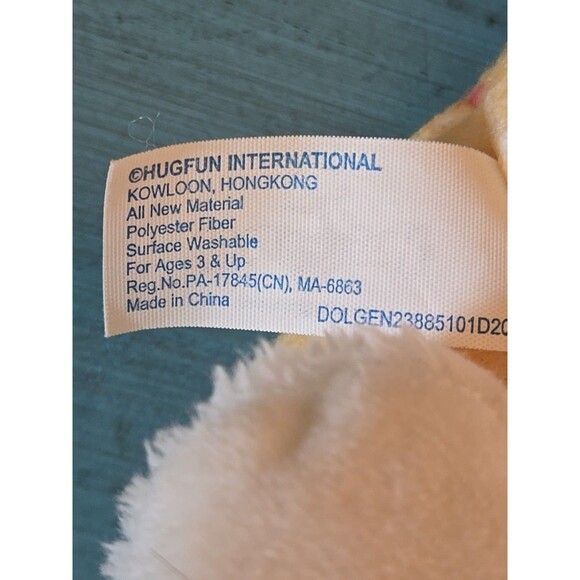 ©HUGFUN INTERNATIONAL
KOWLOON, HONGKONG
All New Material
Polyester Fiber
Surface Washable
For Ages 3 & Up
Reg.No.PA-17845(CN), MA-6863
Made in China
DOLGEN23885101D20